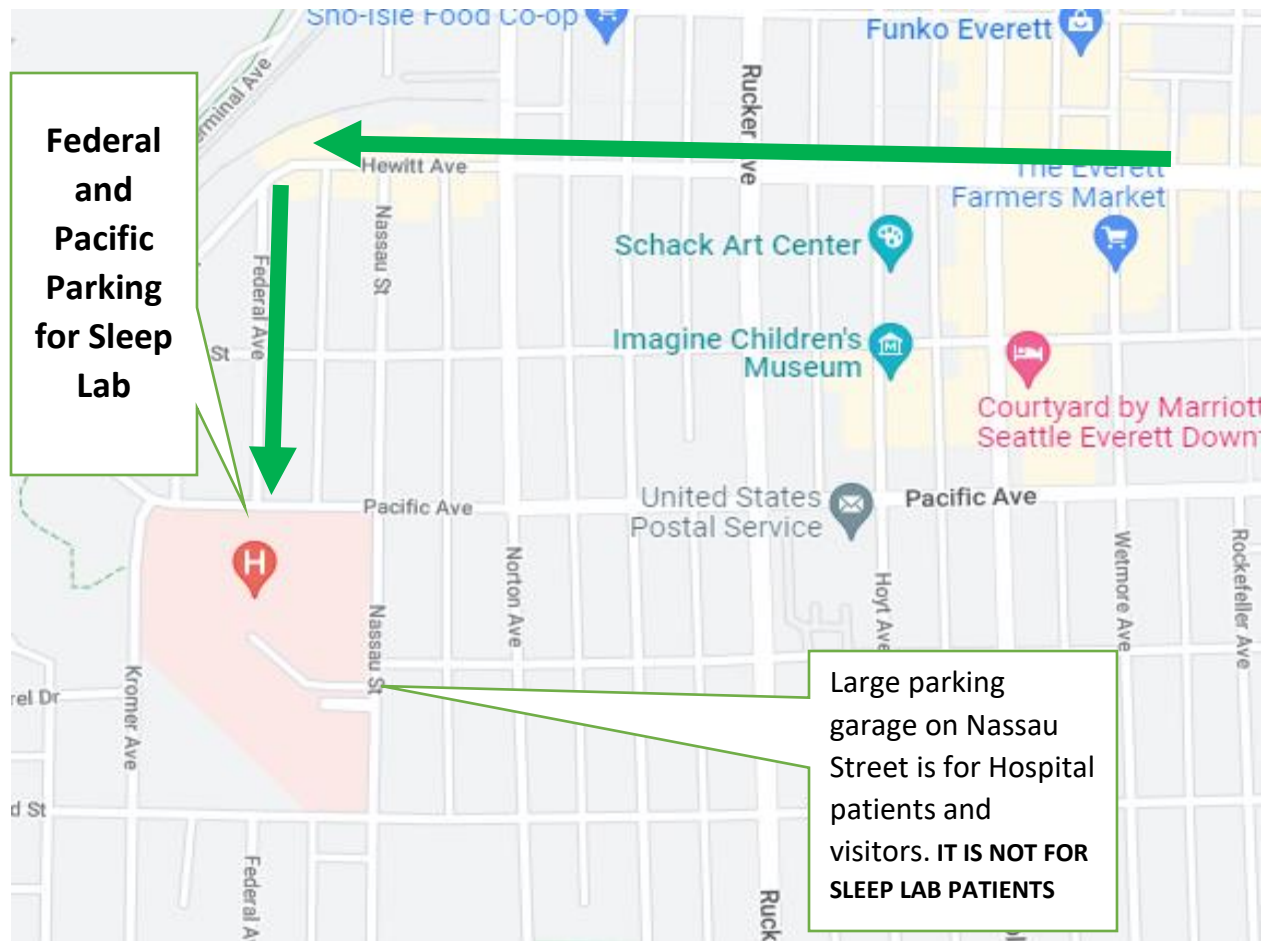 Sno-Isle Food Co-op
Funko Everett
Federal
and
Pacific
Parking
for Sleep
Lab
Rucker Ave
Hewitt Ave
The Everett
Farmers Market
Nassau St
Schack Art Center
Federal Ave
Imagine Children's
Museum
St
Courtyard by Marriott
Seattle Everett Down
United States
Postal Service
Pacific Ave
Pacific Ave
H
Norton Ave
Hoyt Ave
Wetmore Ave
Rockefeller Ave
Nassau St
Kromer Ave
rel Dr
Large parking
garage on Nassau
Street is for Hospital
patients and
visitors. IT IS NOT FOR
SLEEP LAB PATIENTS
d St
Federal A
Ruck